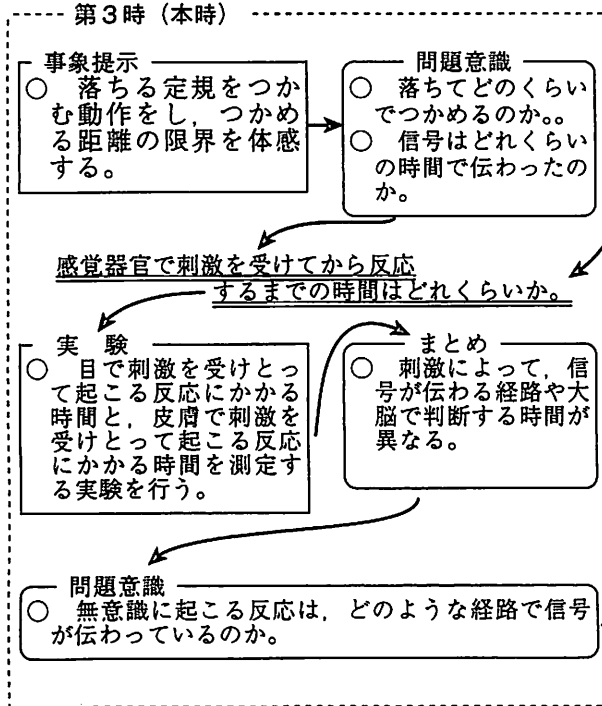 第3時（本時）
事象提示
○ 落ちる定規をつか
む動作をし，つかめ
る距離の限界を体感
する。
問題意識
○ 落ちてどのくらい
でつかめるのか。。
○ 信号はどれくらい
の時間で伝わったの
か。
感覚器官で刺激を受けてから反応
するまでの時間はどれくらいか。
実　験
○ 目で刺激を受けとっ
て起こる反応にかかる
時間と，皮膚で刺激を
受けとって起こる反応
にかかる時間を測定す
る実験を行う。
まとめ
○ 刺激によって，信
号が伝わる経路や大
脳で判断する時間が
異なる。
問題意識
○ 無意識に起こる反応は，どのような経路で信号
が伝わっているのか。